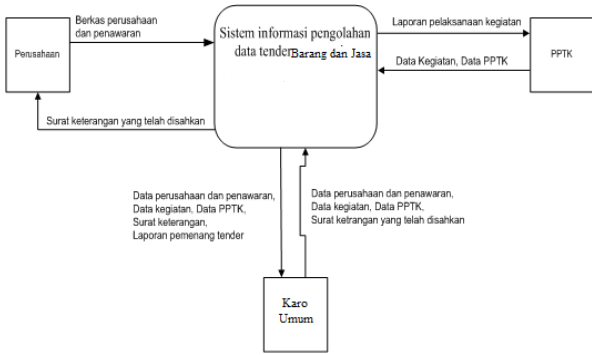 Berkas perusahaan
dan penawaran
Perusahaan
Surat keterangan yang telah disahkan
Sistem informasi pengolahan
data tender Barang dan Jasa
Laporan pelaksanaan kegiatan
Data Kegiatan, Data PPTK
PPTK
Data perusahaan dan penawaran,
Data kegiatan, Data PPTK,
Surat keterangan,
Laporan pemenang tender
Data perusahaan dan penawaran,
Data kegiatan, Data PPTK,
Surat ketrangan yang telah disahkan
Karo
Umum